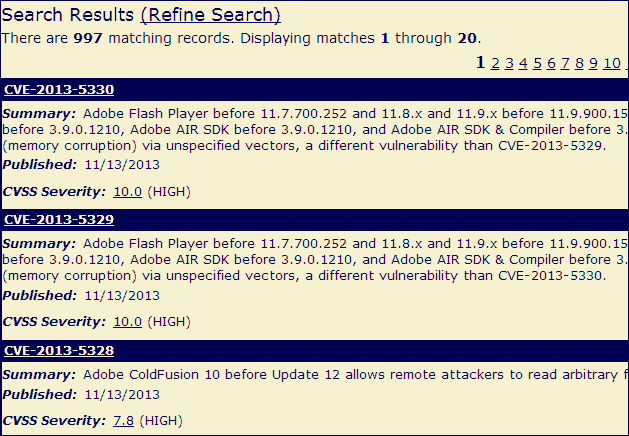 Search Results (Refine Search)
There are 997 matching records. Displaying matches 1 through 20.
1 2 3 4 5 6 7 8 9 10
CVE-2013-5330
Summary: Adobe Flash Player before 11.7.700.252 and 11.8.x and 11.9.x before 11.9.900.15
before 3.9.0.1210, Adobe AIR SDK before 3.9.0.1210, and Adobe AIR SDK & Compiler before 3.
(memory corruption) via unspecified vectors, a different vulnerability than CVE-2013-5329.
Published: 11/13/2013
CVSS Severity: 10.0 (HIGH)
CVE-2013-5329
Summary: Adobe Flash Player before 11.7.700.252 and 11.8.x and 11.9.x before 11.9.900.15
before 3.9.0.1210, Adobe AIR SDK before 3.9.0.1210, and Adobe AIR SDK & Compiler before 3.
(memory corruption) via unspecified vectors, a different vulnerability than CVE-2013-5330.
Published: 11/13/2013
CVSS Severity: 10.0 (HIGH)
CVE-2013-5328
Summary: Adobe ColdFusion 10 before Update 12 allows remote attackers to read arbitrary f
Published: 11/13/2013
CVSS Severity: 7.8 (HIGH)